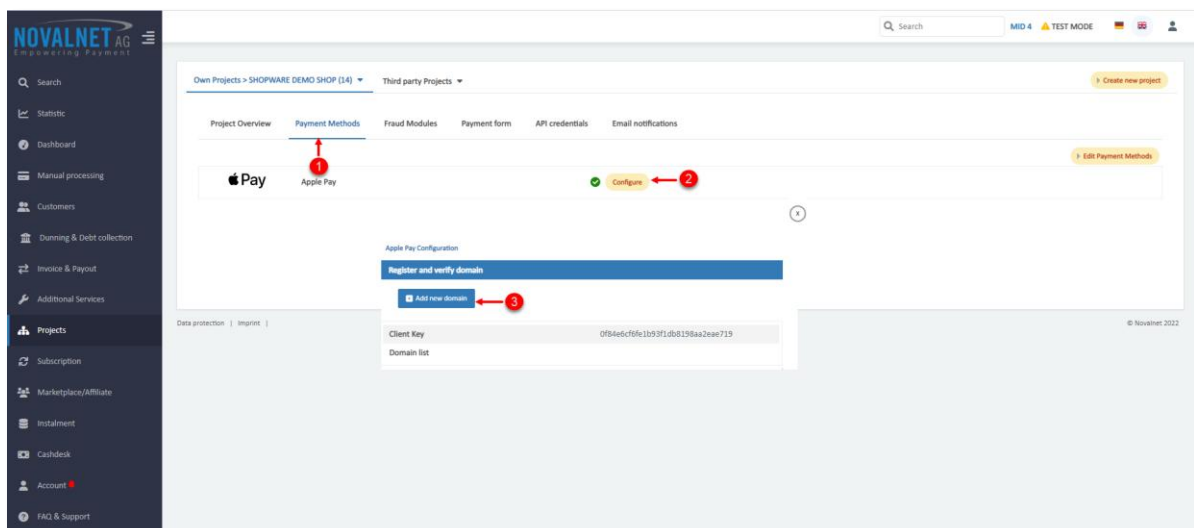 NOVALNET AG
Empowering Payment
Search
MID 4
TEST MODE
Search
Statistic
Dashboard
Manual processing
Customers
Dunning & Debt collection
Invoice & Payout
Additional Services
Projects
Subscription
Marketplace/Affiliate
Instalment
Cashdesk
Account
FAQ & Support
Own Projects > SHOPWARE DEMO SHOP (14)
Third party Projects
Create new project
Project Overview
Payment Methods
Fraud Modules
Payment form
API credentials
Email notifications
1
Edit Payment Methods
Pay
Apple Pay
Configure
2
x
Apple Pay Configuration
Register and verify domain
Add new domain
3
Client Key
0f84e6cf6fe1b93f1db8198aa2eae719
Domain list
Data protection | Imprint |
© Novalnet 2022